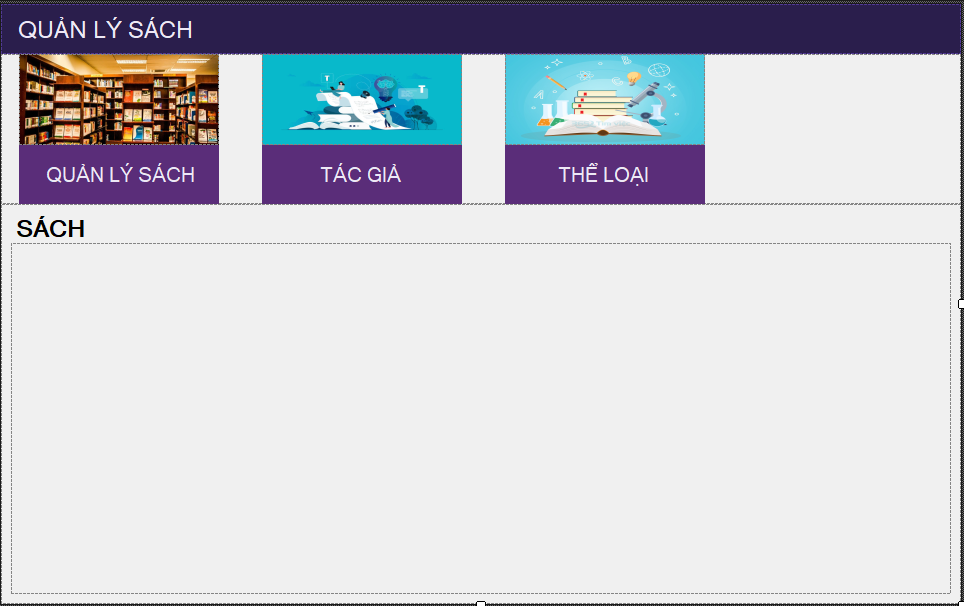 QUẢN LÝ SÁCH
QUẢN LÝ SÁCH
TÁC GIẢ
THỂ LOẠI
SÁCH